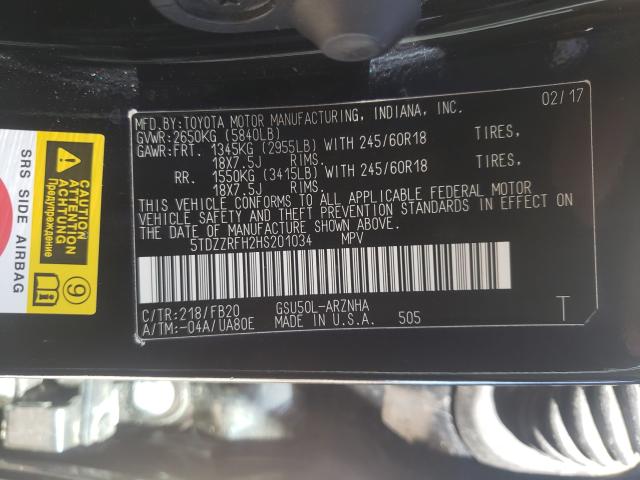 MFD.BY:TOYOTA MOTOR MANUFACTURING, INDIANA, INC. 02/17
GVWR:2650KG (5840LB)
GAWR:FRT. 1345KG (2955LB) WITH 245/60R18 TIRES,
18X7.5J RIMS.
RR. 1550KG (3415LB) WITH 245/60R18 TIRES,
18X7.5J RIMS.
THIS VEHICLE CONFORMS TO ALL APPLICABLE FEDERAL MOTOR
VEHICLE SAFETY AND THEFT PREVENTION STANDARDS IN EFFECT ON
THE DATE OF MANUFACTURE SHOWN ABOVE.
5TDZZRFH2HS201034 MPV
C/TR:218/FB20 GSU50L-ARZNHA
A/TM:-04A/UA80E MADE IN U.S.A. 505 T
SRS SIDE AIRBAG
CAUTION
ATTENTION
ACHTUNG
Предупреждение
9